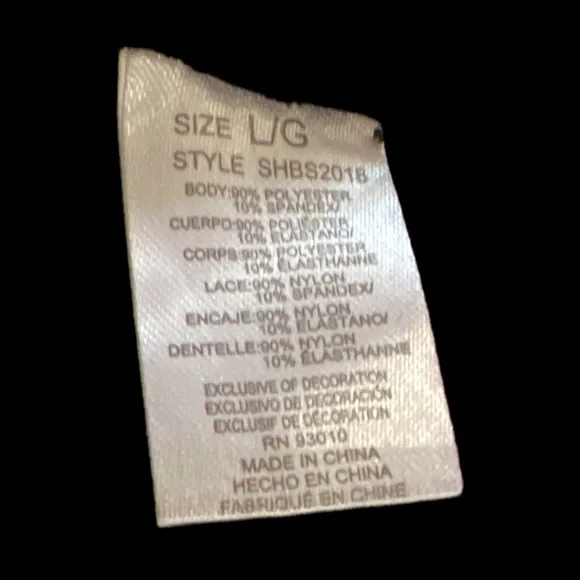 SIZE L/G
STYLE SHBS2018
BODY:90% POLYESTER
10% SPANDEX/
CUERPO:90% POLIÉSTER
10% ELASTANO/
CORPS:90% POLYESTER
10% ÉLASTHANNE
LACE:90% NYLON
10% SPANDEX/
ENCAJE:90% NYLON
10% ELASTANO/
DENTELLE:90% NYLON
10% ÉLASTHANNE
EXCLUSIVE OF DECORATION
EXCLUSIVO DE DECORACIÓN
EXCLUSIF DE DÉCORATION
RN 93010
MADE IN CHINA
HECHO EN CHINA
FABRIQUÉ EN CHINE